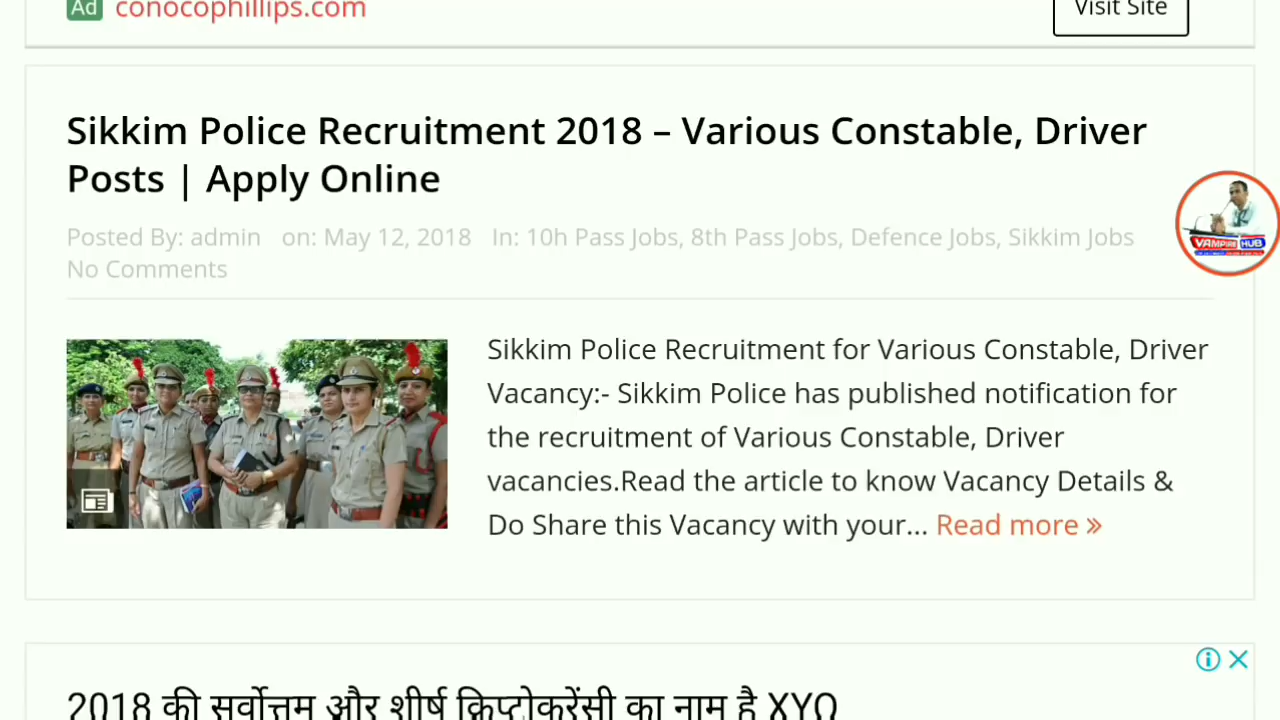 Ad conocophillips.com
Visit Site
Sikkim Police Recruitment 2018 – Various Constable, Driver
Posts | Apply Online
Posted By: admin on: May 12, 2018 In: 10h Pass Jobs, 8th Pass Jobs, Defence Jobs, Sikkim Jobs
No Comments
VAMPIRE HUB
Sikkim Police Recruitment for Various Constable, Driver
Vacancy:- Sikkim Police has published notification for
the recruitment of Various Constable, Driver
vacancies.Read the article to know Vacancy Details &
Do Share this Vacancy with your... Read more »
2018 की सर्वोत्तम और शीर्ष क्रिप्टोकरेंसी का नाम है XYO